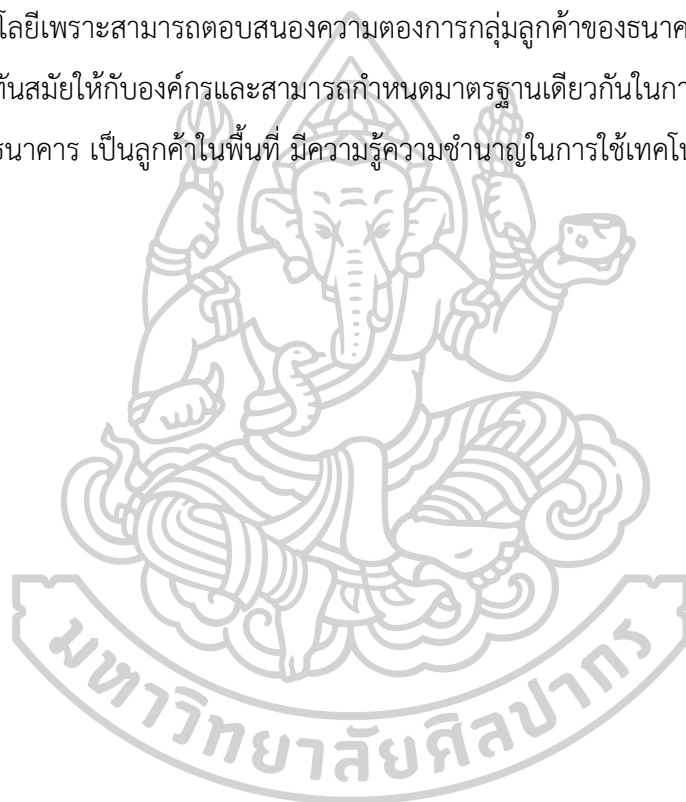 โลยีเพราะสามารถตอบสนองความตองการกลุ่มลูกค้าของธนาค
ทันสมัยให้กับองค์กรและสามารถกำหนดมาตรฐานเดียวกันในกา
ธนาคาร เป็นลูกค้าในพื้นที่ มีความรู้ความชำนาญในการใช้เทคโน
มหาวิทยาลัยศิลปากร